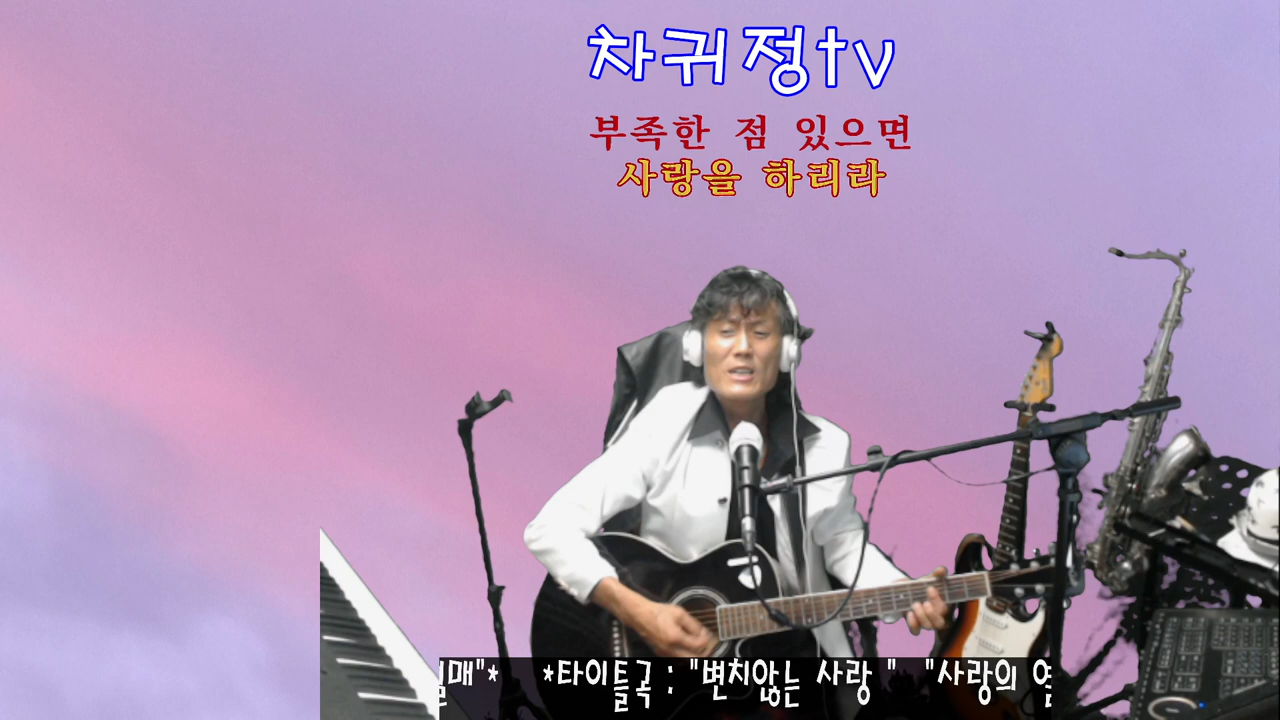 차귀정tv
부족한 점 있으면
사랑을 하리라
매"* *타이틀곡 : "변치않는 사랑 " "사랑의